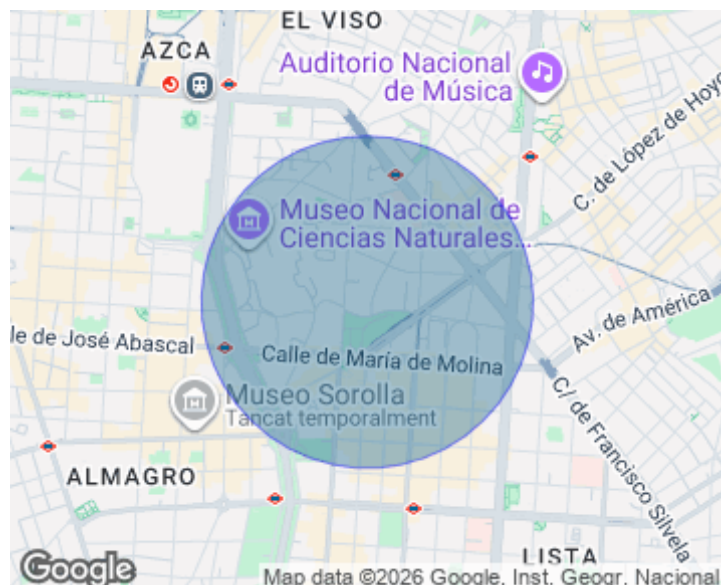 EL VISO
AZCA
Auditorio Nacional
de Música
C. de López de Hoyo
Museo Nacional de
Ciencias Naturales...
Av. de América
le de José Abascal
Calle de María de Molina
Museo Sorolla
Tancat temporalment
C/ de Francisco Silvela
ALMAGRO
LISTA
Google
Map data ©2026 Google, Inst. Geogr. Nacional